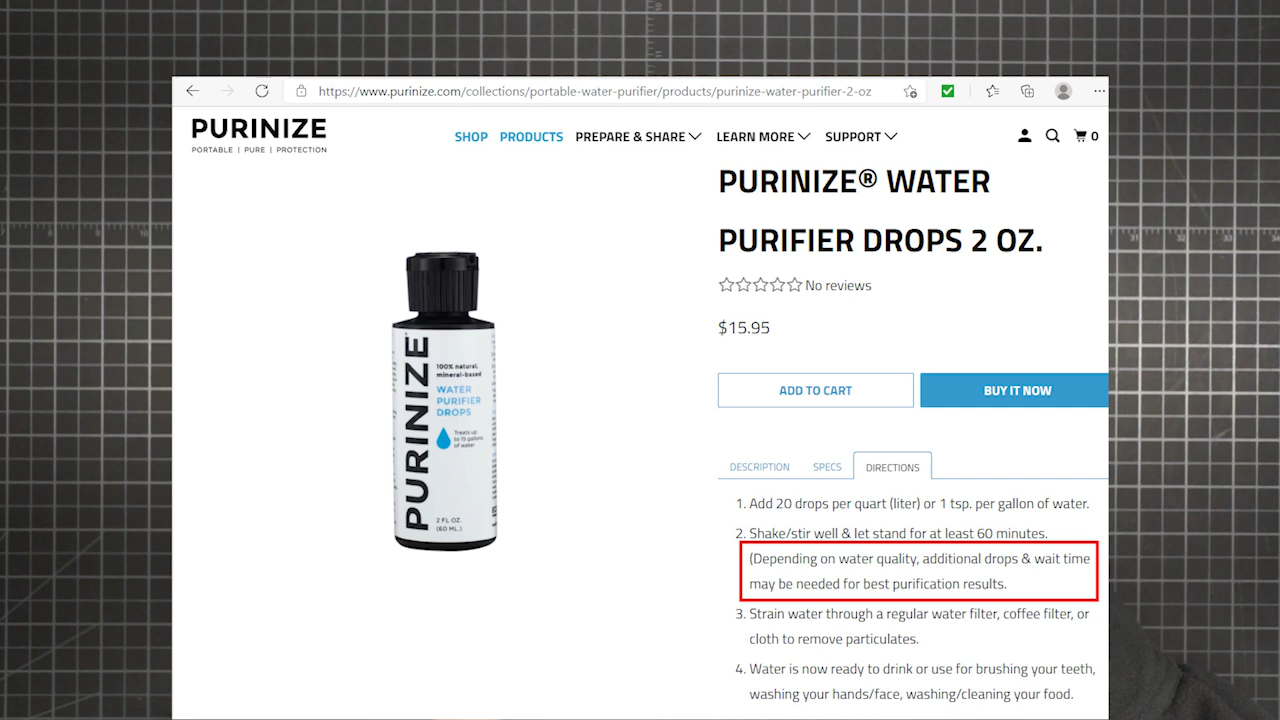 https://www.purinize.com/collections/portable-water-purifier/products/purinize-water-purifier-2-oz
PURINIZE
PORTABLE | PURE | PROTECTION
SHOP PRODUCTS PREPARE & SHARE LEARN MORE SUPPORT 0
PURINIZE® WATER
PURIFIER DROPS 2 OZ.
No reviews
$15.95
ADD TO CART BUY IT NOW
PURINIZE
100% natural,
mineral-based
WATER
PURIFIER
DROPS
Treats up
to 15 gallons
of water
2 FL OZ.
(60 ML.)
DESCRIPTION SPECS DIRECTIONS
1. Add 20 drops per quart (liter) or 1 tsp. per gallon of water.
2. Shake/stir well & let stand for at least 60 minutes.
(Depending on water quality, additional drops & wait time
may be needed for best purification results.
3. Strain water through a regular water filter, coffee filter, or
cloth to remove particulates.
4. Water is now ready to drink or use for brushing your teeth,
washing your hands/face, washing/cleaning your food.